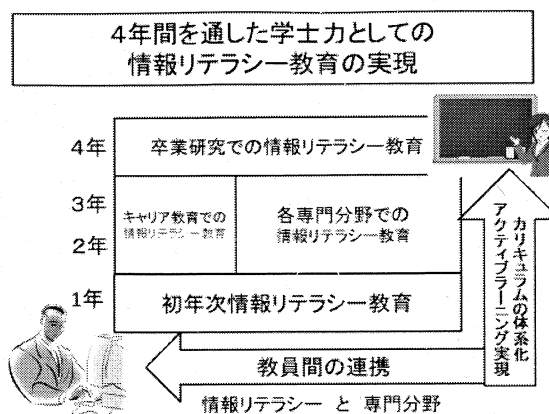 4年間を通した学士力としての
情報リテラシー教育の実現
4年
卒業研究での情報リテラシー教育
3年
2年
キャリア教育での
情報リテラシー教育
各専門分野での
情報リテラシー教育
1年
初年次情報リテラシー教育
カリキュラムの体系化
アクティブラーニング実現
教員間の連携
情報リテラシー と 専門分野